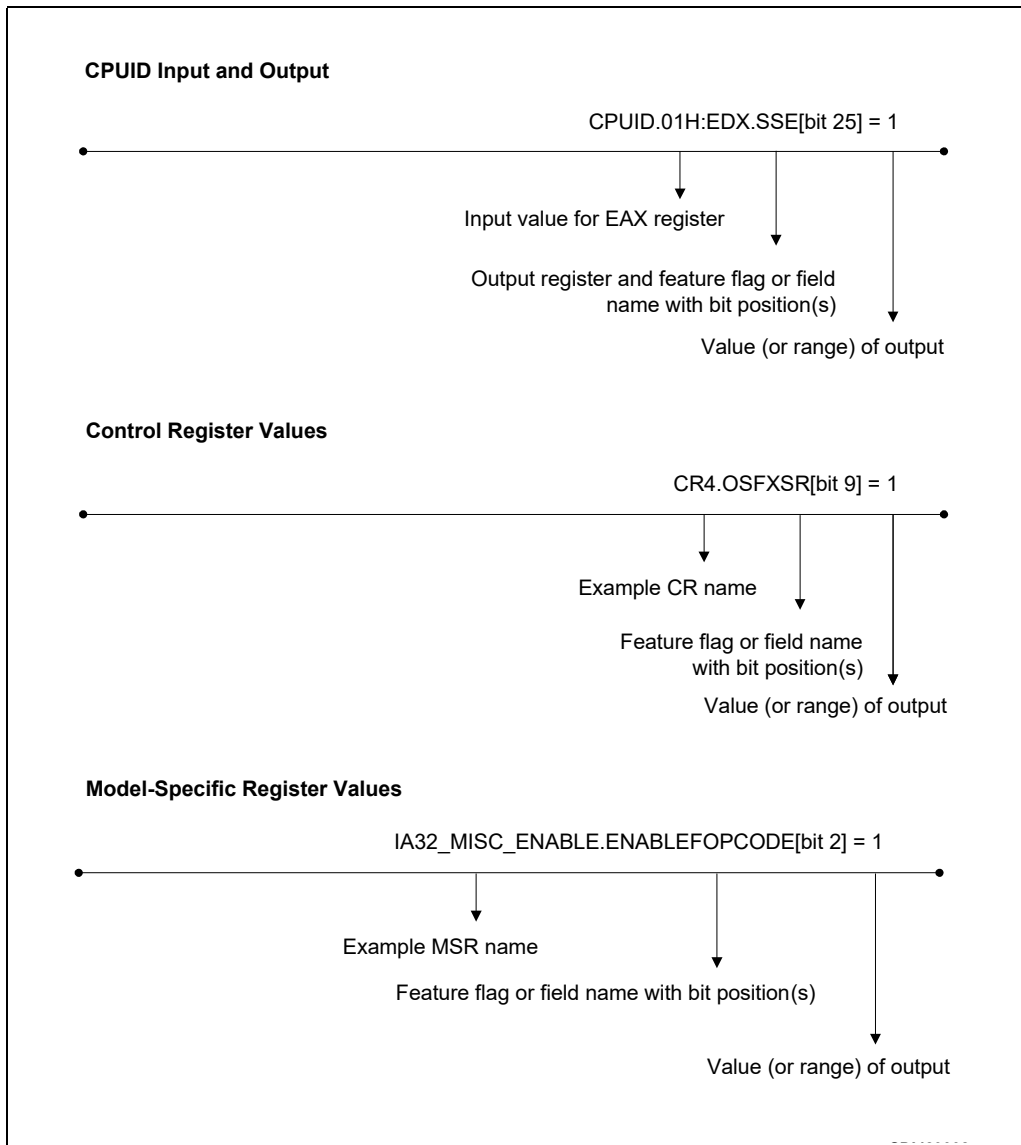 CPUID Input and Output
CPUID.01H:EDX.SSE[bit 25] = 1
Input value for EAX register
Output register and feature flag or field
name with bit position(s)
Value (or range) of output
Control Register Values
CR4.OSFXSR[bit 9] = 1
Example CR name
Feature flag or field name
with bit position(s)
Value (or range) of output
Model-Specific Register Values
IA32_MISC_ENABLE.ENABLEFOPCODE[bit 2] = 1
Example MSR name
Feature flag or field name with bit position(s)
Value (or range) of output